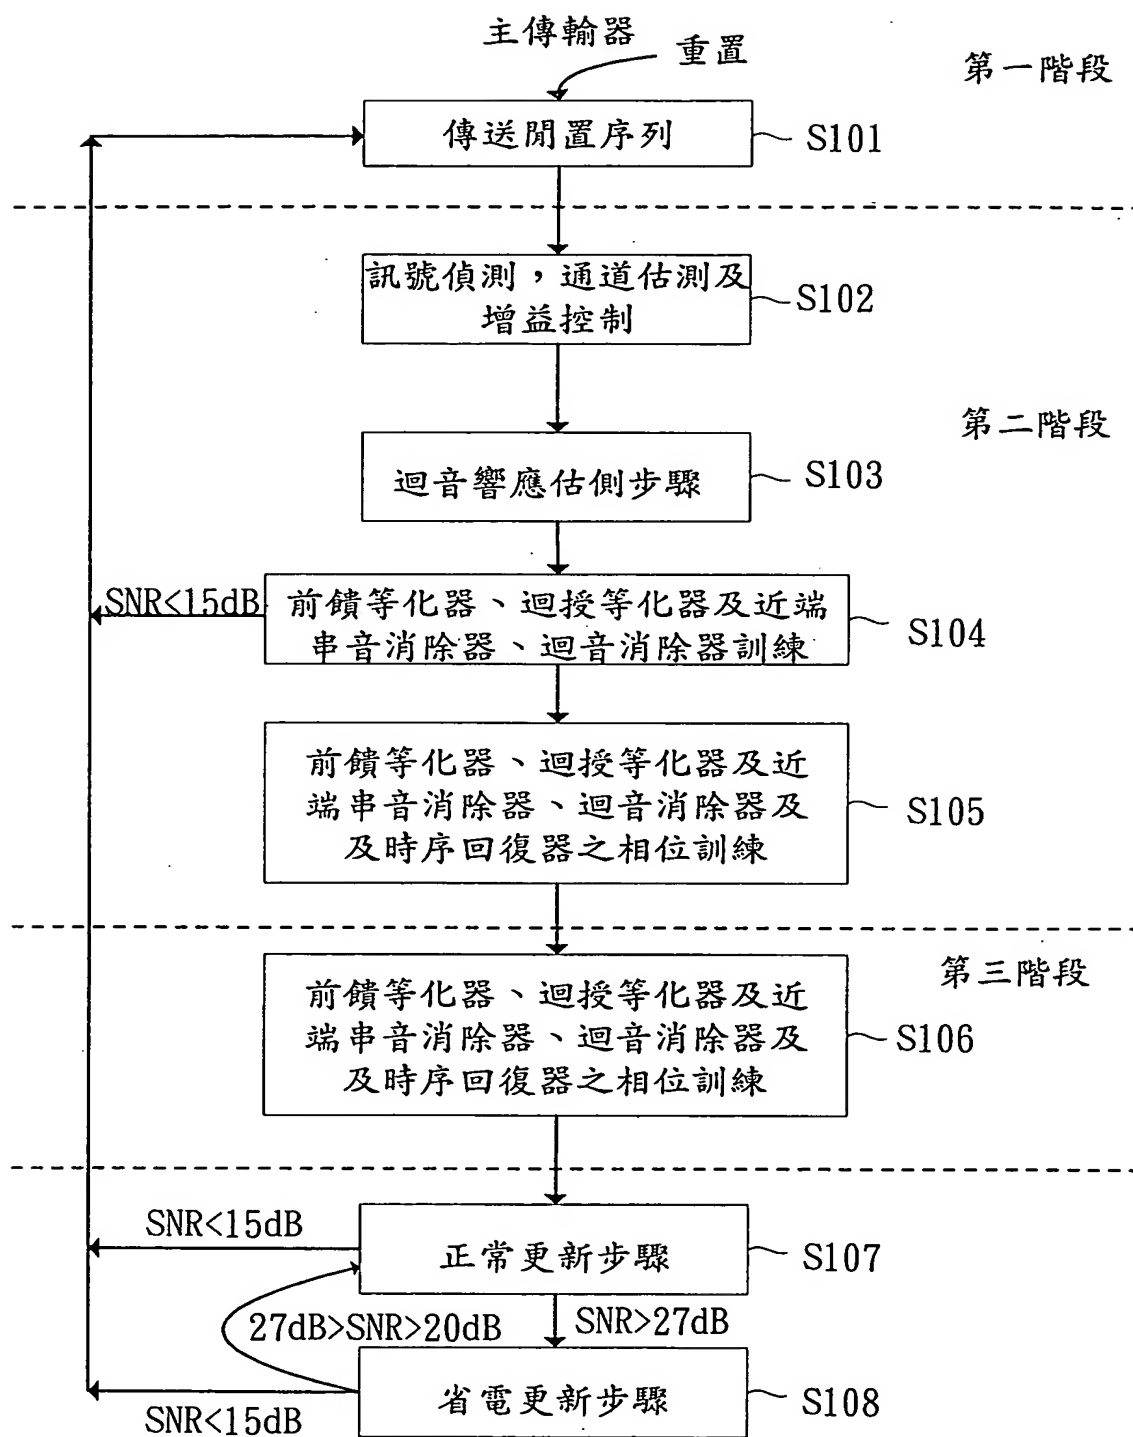 主傳輸器
重置
第一階段
傳送閒置序列
S101
訊號偵測,通道估測及
增益控制
S102
第二階段
迴音響應估側步驟
S103
SNR<15dB
前饋等化器、迴授等化器及近端
串音消除器、迴音消除器訓練
S104
前饋等化器、迴授等化器及近
端串音消除器、迴音消除器及
及時序回復器之相位訓練
S105
第三階段
前饋等化器、迴授等化器及近
端串音消除器、迴音消除器及
及時序回復器之相位訓練
S106
SNR<15dB
正常更新步驟
S107
27dB>SNR>20dB
SNR>27dB
省電更新步驟
S108
SNR<15dB